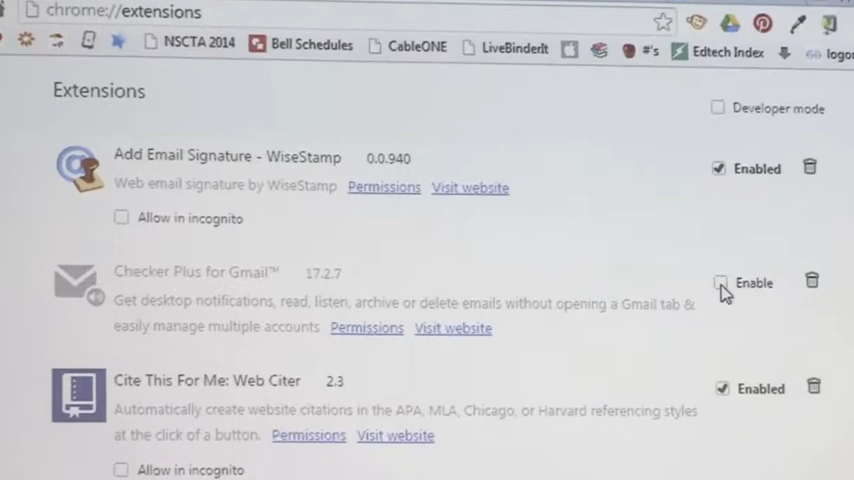 chrome://extensions
NSCTA 2014 Bell Schedules CableONE LiveBinderIt #'s Edtech Index logon
Extensions
Developer mode
Add Email Signature - WiseStamp 0.0.940
Enabled
Web email signature by WiseStamp Permissions Visit website
Allow in incognito
Checker Plus for Gmail™ 17.2.7
Enable
Get desktop notifications, read, listen, archive or delete emails without opening a Gmail tab &
easily manage multiple accounts Permissions Visit website
Cite This For Me: Web Citer 2.3
Enabled
Automatically create website citations in the APA, MLA, Chicago, or Harvard referencing styles
at the click of a button. Permissions Visit website
Allow in incognito